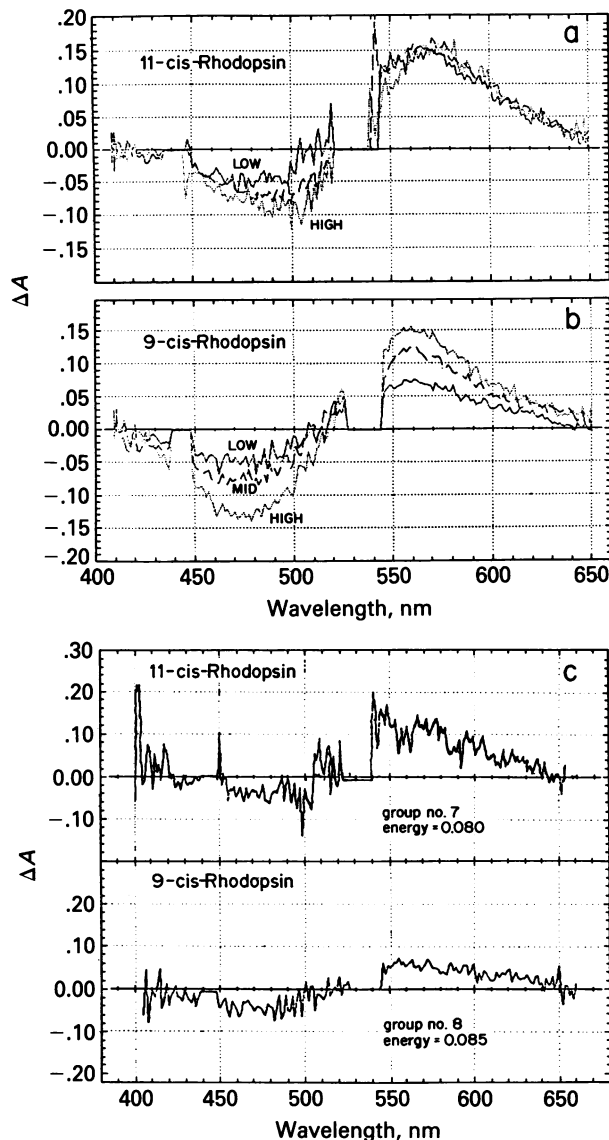 a
11-cis-Rhodopsin
.20
.15
.10
.05
0.00
-.05
-.10
-.15
LOW
HIGH
ΔA
b
9-cis-Rhodopsin
.15
.10
.05
0.00
-.05
-.10
-.15
-.20
LOW
MID
HIGH
400 450 500 550 600 650
Wavelength, nm
c
11-cis-Rhodopsin
.30
.20
.10
0.00
-.10
group no. 7
energy = 0.080
ΔA
9-cis-Rhodopsin
.20
.10
0.00
-.10
-.20
group no. 8
energy = 0.085
400 450 500 550 600 650
Wavelength, nm